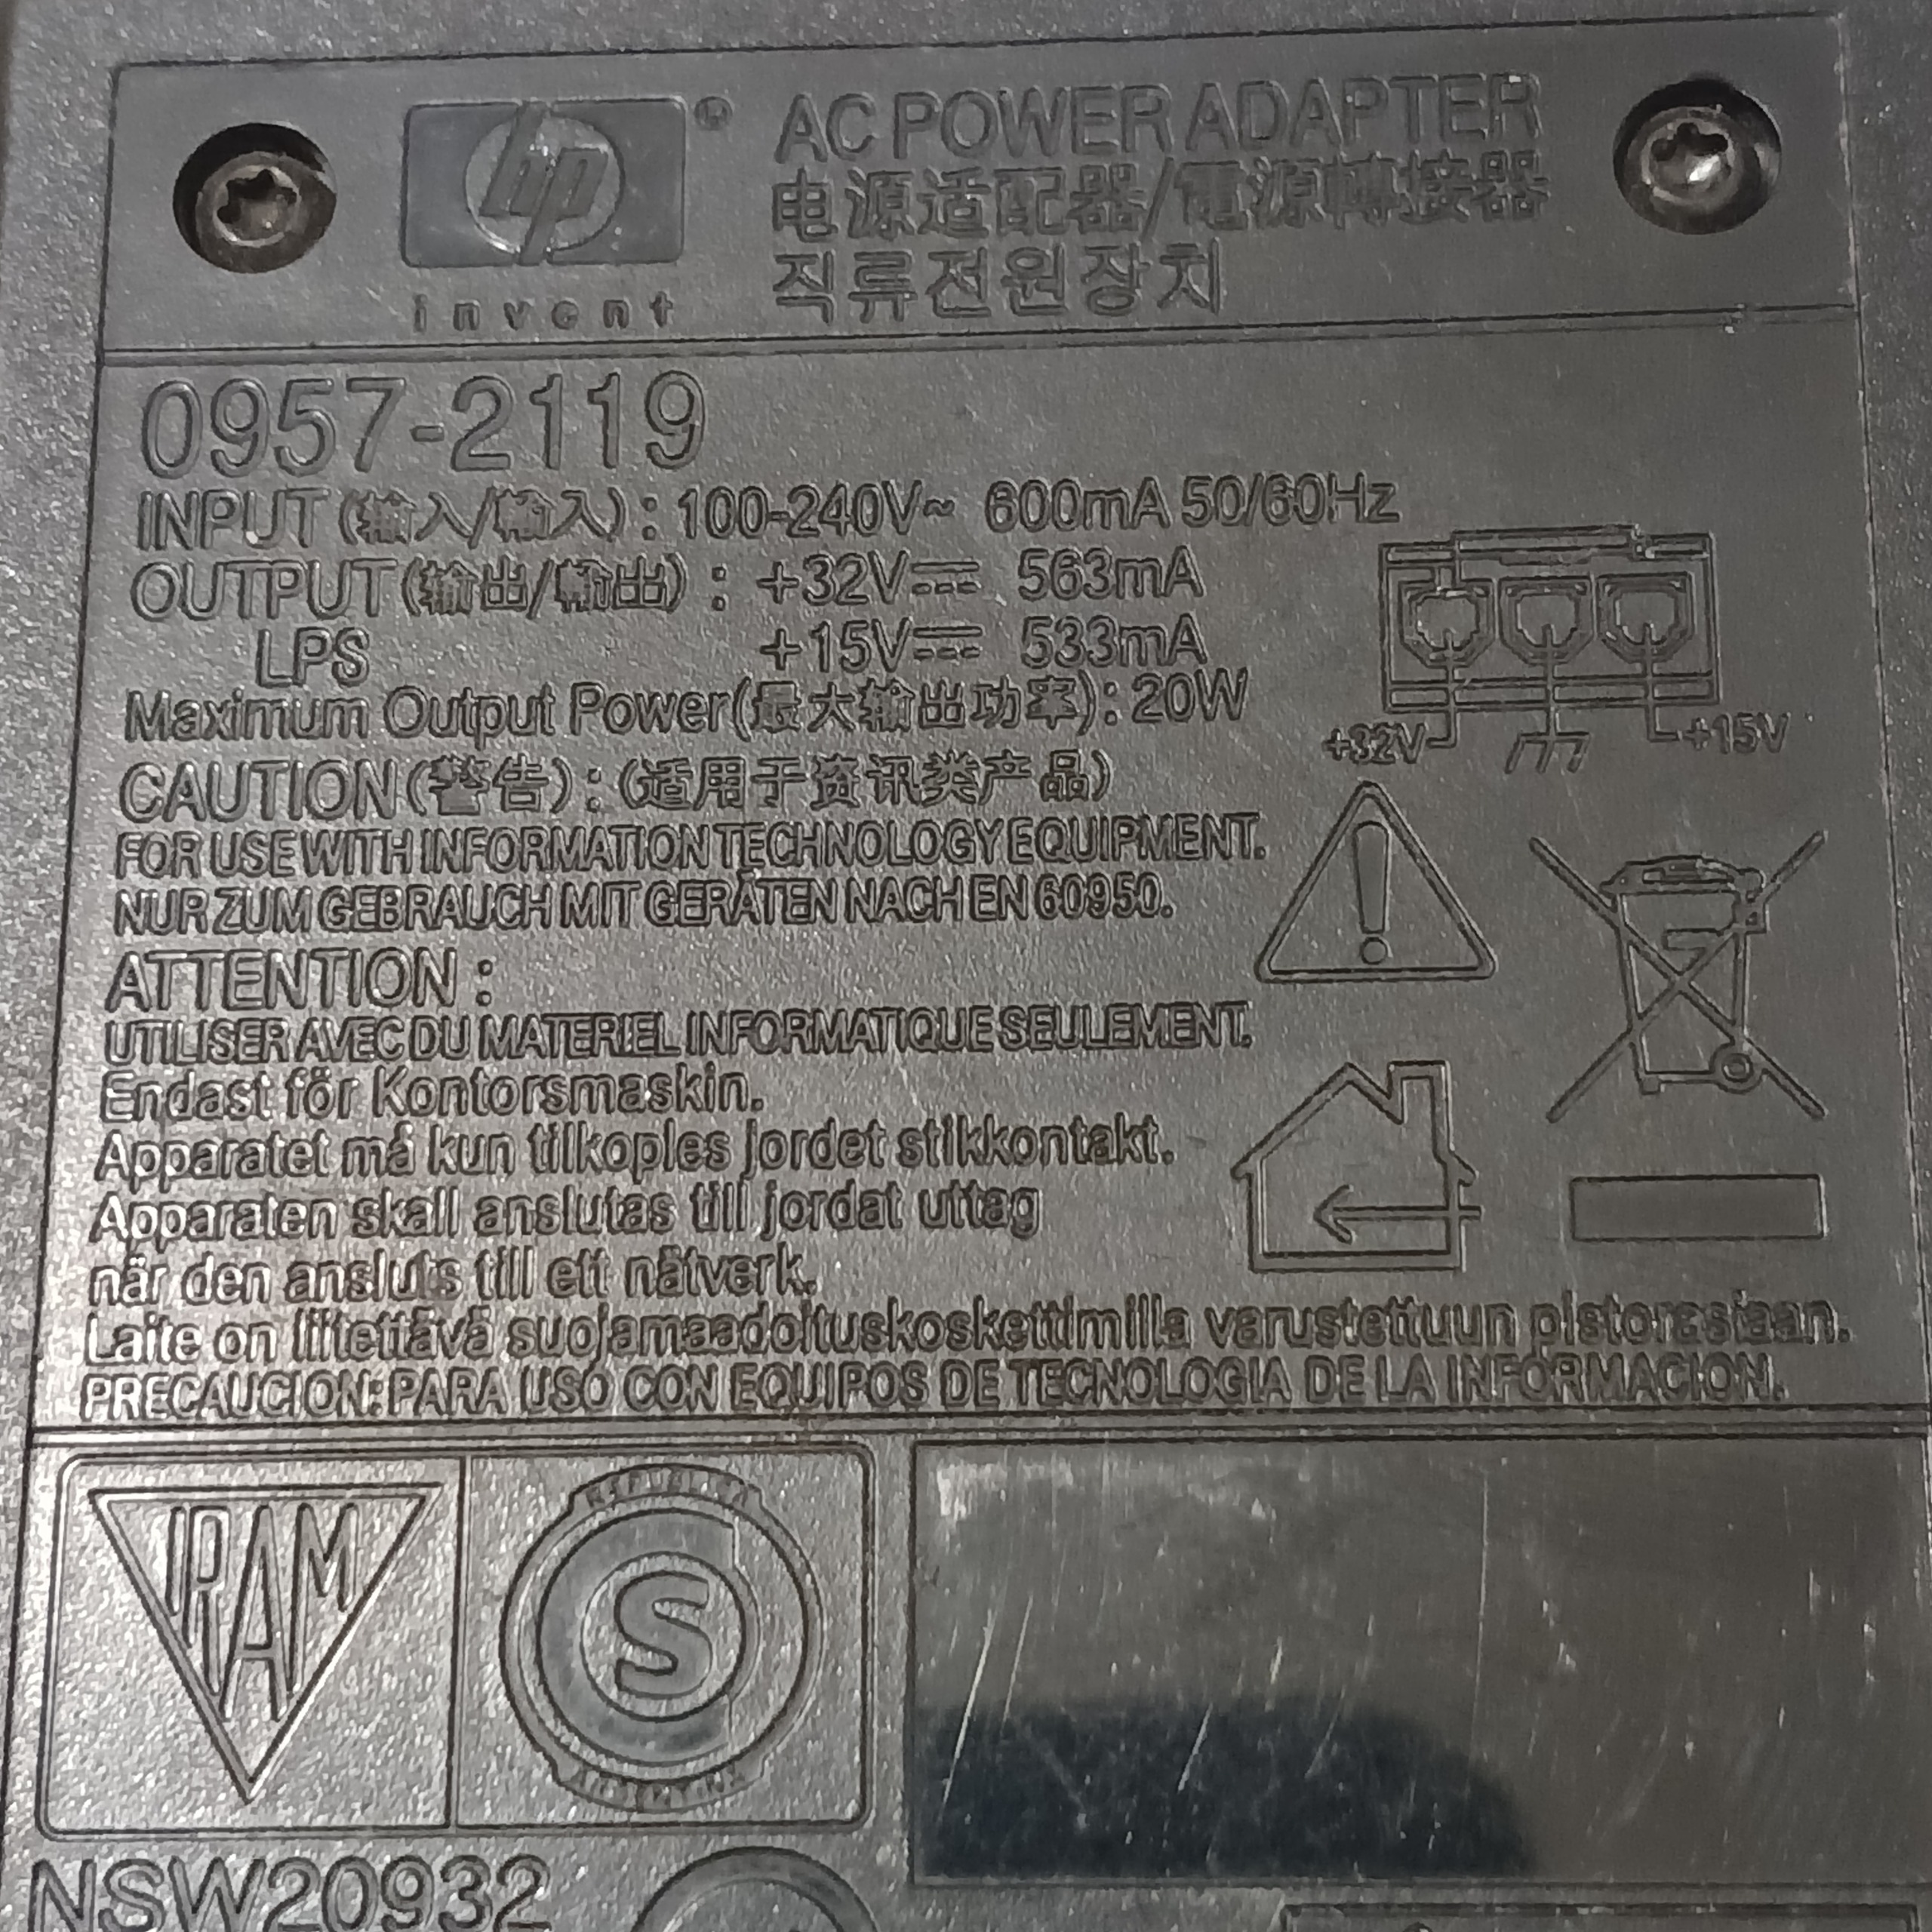 hp ®
invent
AC POWER ADAPTER
电源适配器/電源轉接器
직류전원장치
0957-2119
INPUT (输入/輸入) : 100-240V~ 600mA 50/60Hz
OUTPUT (输出/輸出) : +32V⎓ 563mA
LPS +15V⎓ 533mA
Maximum Output Power(最大输出功率): 20W
+32V
+15V
CAUTION (警告) : (适用于资讯类产品)
FOR USE WITH INFORMATION TECHNOLOGY EQUIPMENT.
NUR ZUM GEBRAUCH MIT GERÄTEN NACH EN 60950.
ATTENTION :
UTILISER AVEC DU MATERIEL INFORMATIQUE SEULEMENT.
Endast för Kontorsmaskin.
Apparatet må kun tilkoples jordet stikkontakt.
Apparaten skall anslutas till jordat uttag
när den ansluts till ett nätverk.
Laite on liitettävä suojamaadoituskoskettimilla varustettuun pistorasiaan.
PRECAUCION: PARA USO CON EQUIPOS DE TECNOLOGIA DE LA INFORMACION.
IRAM
REPUBLICA
S
ARGENTINA
NSW20932